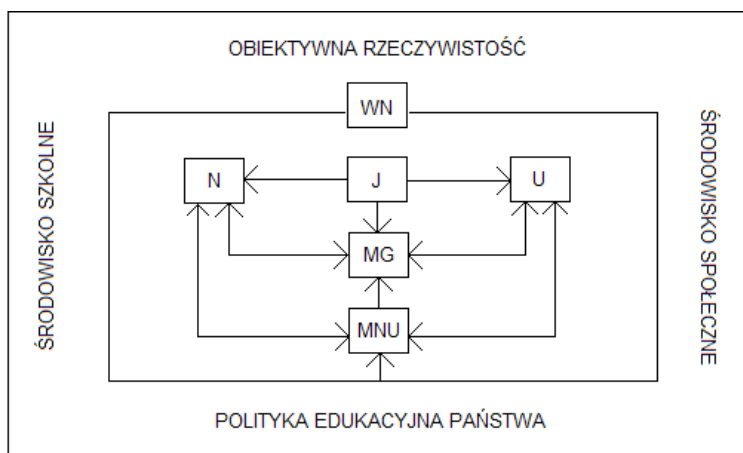 OBIEKTYWNA RZECZYWISTOŚĆ
WN
ŚRODOWISKO SZKOLNE
ŚRODOWISKO SPOŁECZNE
N
J
U
MG
MNU
POLITYKA EDUKACYJNA PAŃSTWA